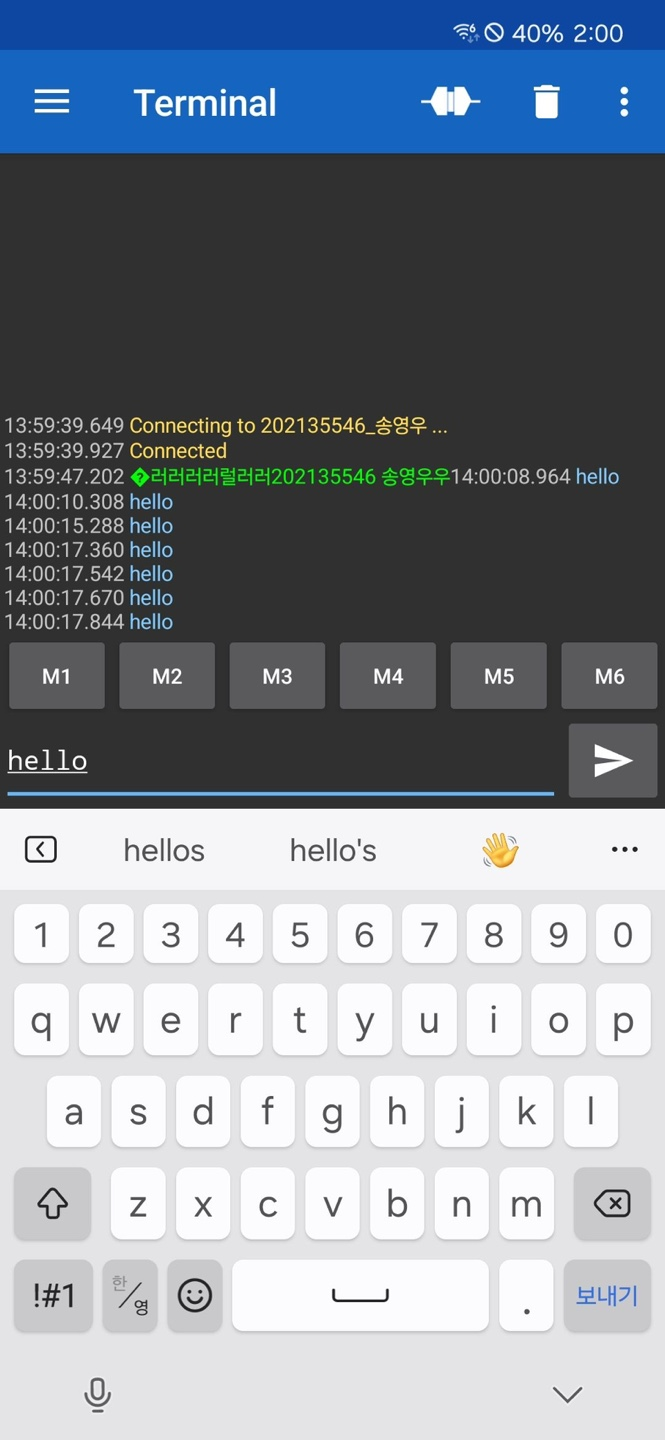 40% 2:00
Terminal
13:59:39.649 Connecting to 202135546_송영우 ...
13:59:39.927 Connected
13:59:47.202 �러러러러럴러러202135546 송영우우14:00:08.964 hello
14:00:10.308 hello
14:00:15.288 hello
14:00:17.360 hello
14:00:17.542 hello
14:00:17.670 hello
14:00:17.844 hello
M1 M2 M3 M4 M5 M6
hello
hellos hello's
1 2 3 4 5 6 7 8 9 0
q w e r t y u i o p
a s d f g h j k l
z x c v b n m
!#1 한/영 . 보내기